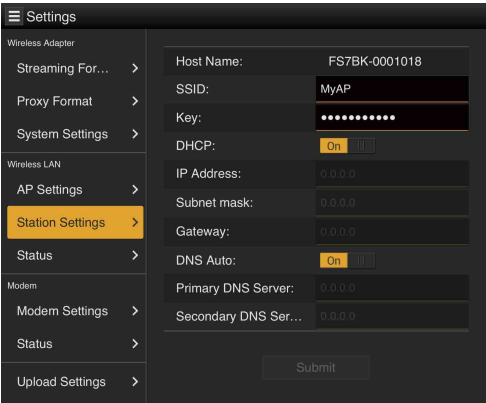 Settings
Wireless Adapter
Streaming For...
Proxy Format
System Settings
Wireless LAN
AP Settings
Station Settings
Status
Modem
Modem Settings
Status
Upload Settings
Host Name: FS7BK-0001018
SSID: MyAP
Key: ●●●●●●●●●●●
DHCP: On
IP Address: 0.0.0.0
Subnet mask: 0.0.0.0
Gateway: 0.0.0.0
DNS Auto: On
Primary DNS Server: 0.0.0.0
Secondary DNS Ser... 0.0.0.0
Submit